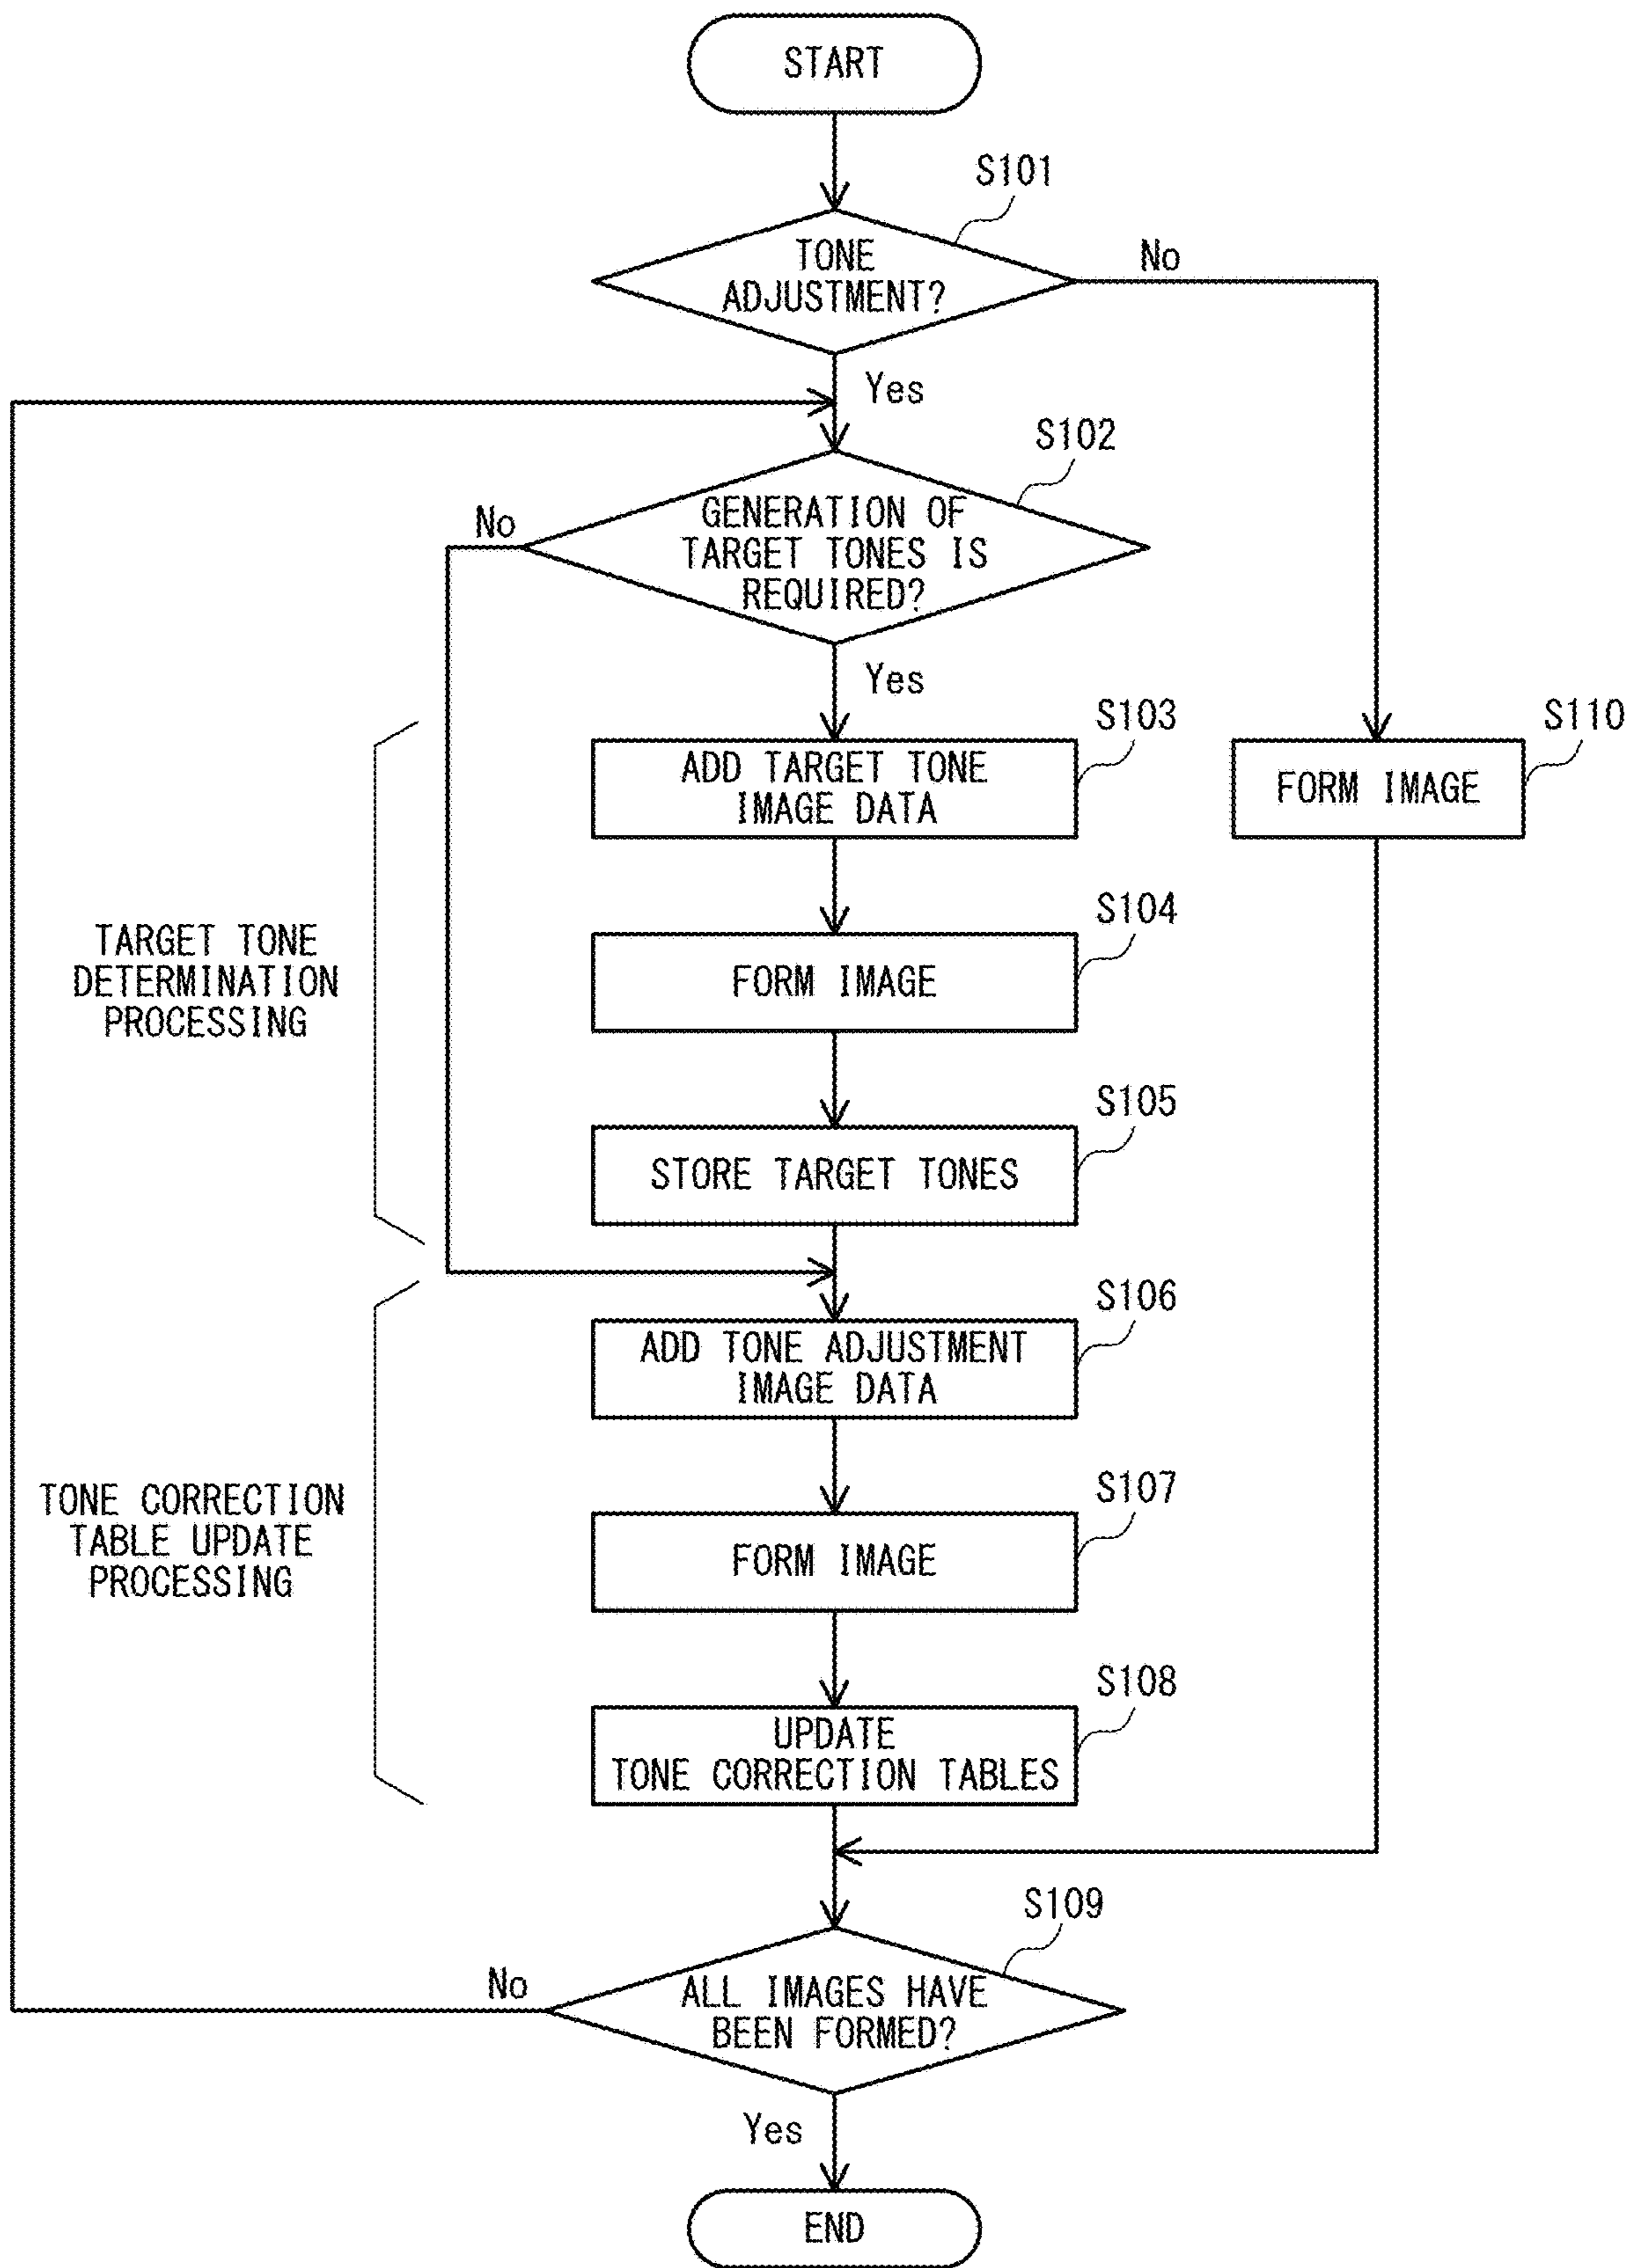 START
S101
TONE
ADJUSTMENT?
No
Yes
S102
GENERATION OF
TARGET TONES IS
REQUIRED?
No
Yes
S103
ADD TARGET TONE
IMAGE DATA
S110
FORM IMAGE
S104
FORM IMAGE
TARGET TONE
DETERMINATION
PROCESSING
S105
STORE TARGET TONES
S106
ADD TONE ADJUSTMENT
IMAGE DATA
S107
FORM IMAGE
TONE CORRECTION
TABLE UPDATE
PROCESSING
S108
UPDATE
TONE CORRECTION TABLES
S109
ALL IMAGES HAVE
BEEN FORMED?
No
Yes
END